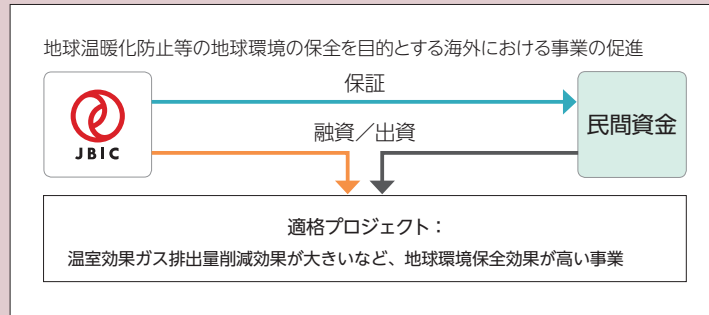 地球温暖化防止等の地球環境の保全を目的とする海外における事業の促進
保証
JBIC
民間資金
融資／出資
適格プロジェクト：
温室効果ガス排出量削減効果が大きいなど、地球環境保全効果が高い事業